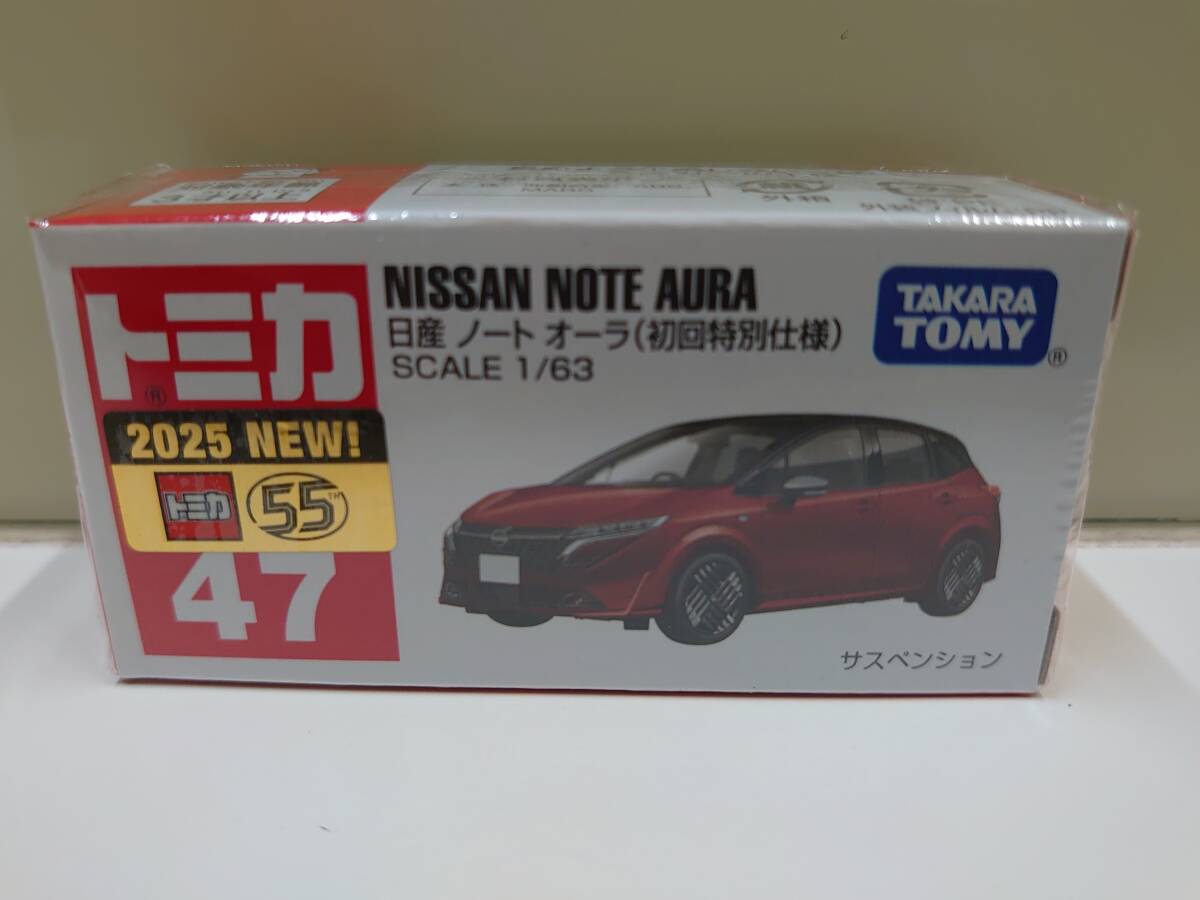 トミカ
®
2025 NEW!
トミカ
55TH
47
NISSAN NOTE AURA
日産 ノート オーラ(初回特別仕様)
SCALE 1/63
TAKARA
TOMY
®
サスペンション